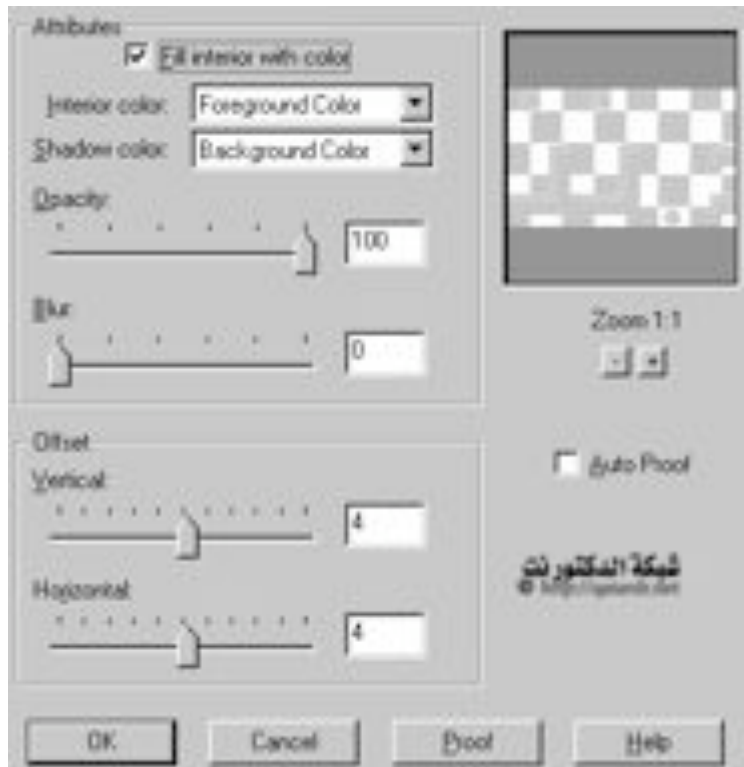 Attributes
Fill interior with color
Interior color: Foreground Color
Shadow color: Background Color
Opacity:
100
Blur:
0
Zoom 1:1
- +
Offset
Vertical:
4
Auto Proof
شبكة الدكتور نت
Horizontal:
4
OK Cancel Proof Help